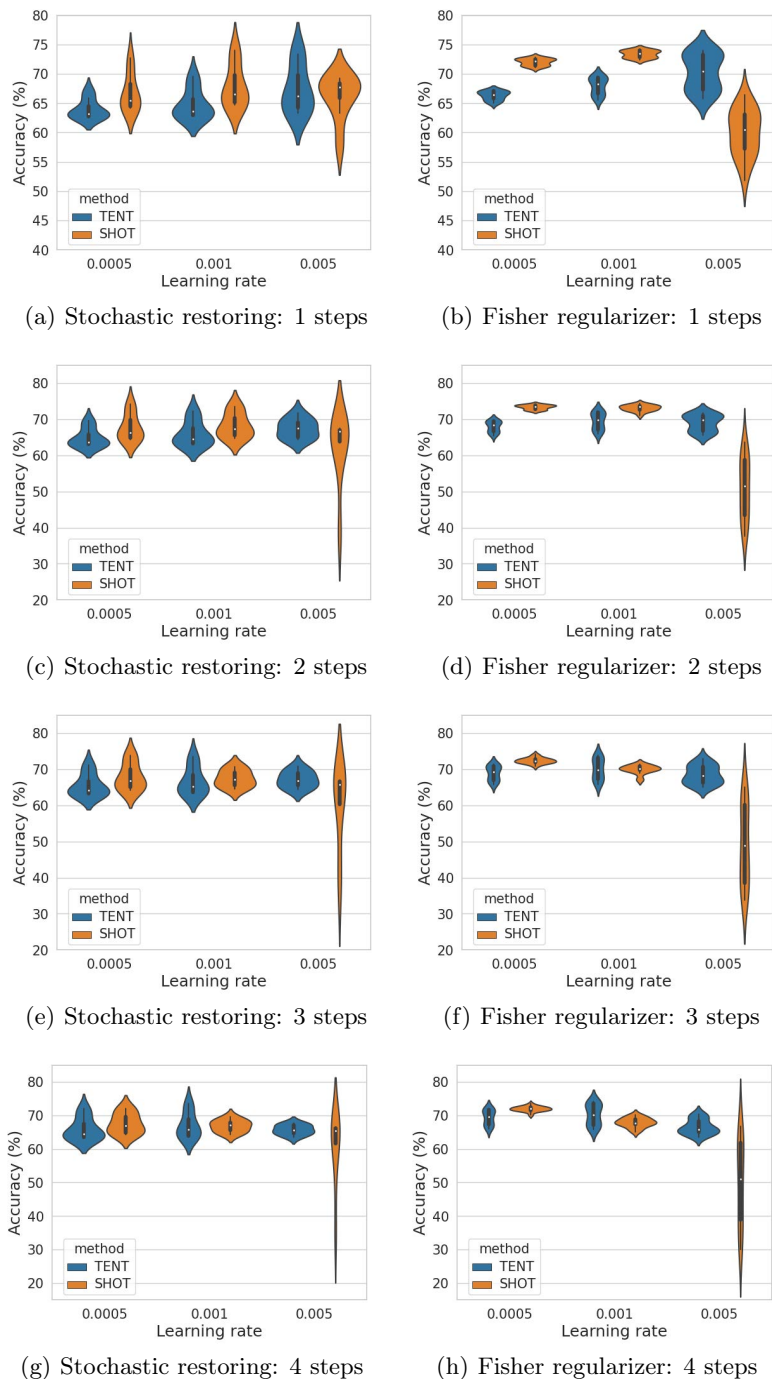 80
75
70
65
60
55
50
45
40
Accuracy (%)
method
TENT
SHOT
0.0005 0.001 0.005
Learning rate
(a) Stochastic restoring: 1 steps
80
75
70
65
60
55
50
45
40
Accuracy (%)
method
TENT
SHOT
0.0005 0.001 0.005
Learning rate
(b) Fisher regularizer: 1 steps
80
70
60
50
40
30
20
Accuracy (%)
method
TENT
SHOT
0.0005 0.001 0.005
Learning rate
(c) Stochastic restoring: 2 steps
80
70
60
50
40
30
20
Accuracy (%)
method
TENT
SHOT
0.0005 0.001 0.005
Learning rate
(d) Fisher regularizer: 2 steps
80
70
60
50
40
30
20
Accuracy (%)
method
TENT
SHOT
0.0005 0.001 0.005
Learning rate
(e) Stochastic restoring: 3 steps
80
70
60
50
40
30
20
Accuracy (%)
method
TENT
SHOT
0.0005 0.001 0.005
Learning rate
(f) Fisher regularizer: 3 steps
80
70
60
50
40
30
20
Accuracy (%)
method
TENT
SHOT
0.0005 0.001 0.005
Learning rate
(g) Stochastic restoring: 4 steps
80
70
60
50
40
30
20
Accuracy (%)
method
TENT
SHOT
0.0005 0.001 0.005
Learning rate
(h) Fisher regularizer: 4 steps